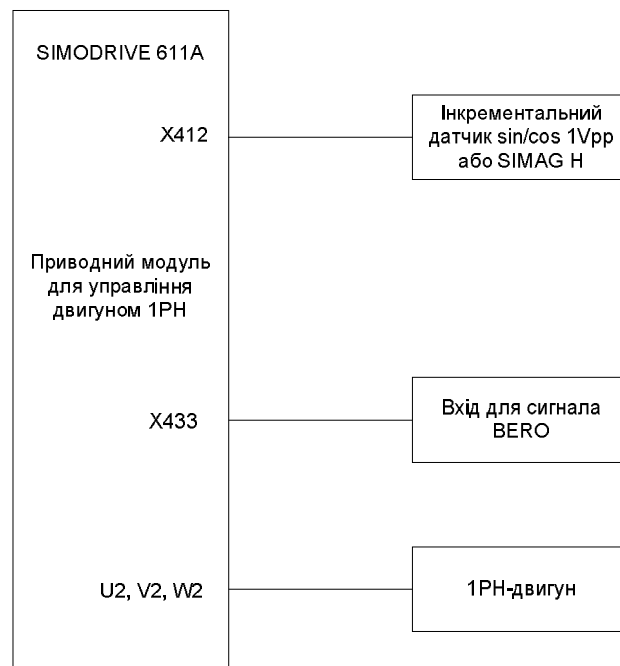 SIMODRIVE 611A
X412
Інкрементальний
датчик sin/cos 1Vpp
або SIMAG H
Приводний модуль
для управління
двигуном 1PH
X433
Вхід для сигнала
BERO
U2, V2, W2
1PH-двигун